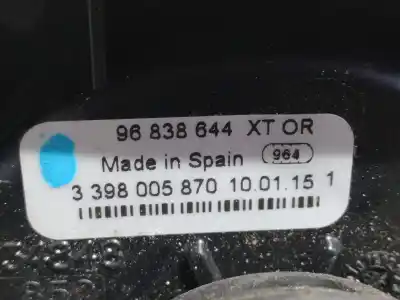 96 838 644 XT OR
Made in Spain 964
3 398 005 870 10.01.15 1